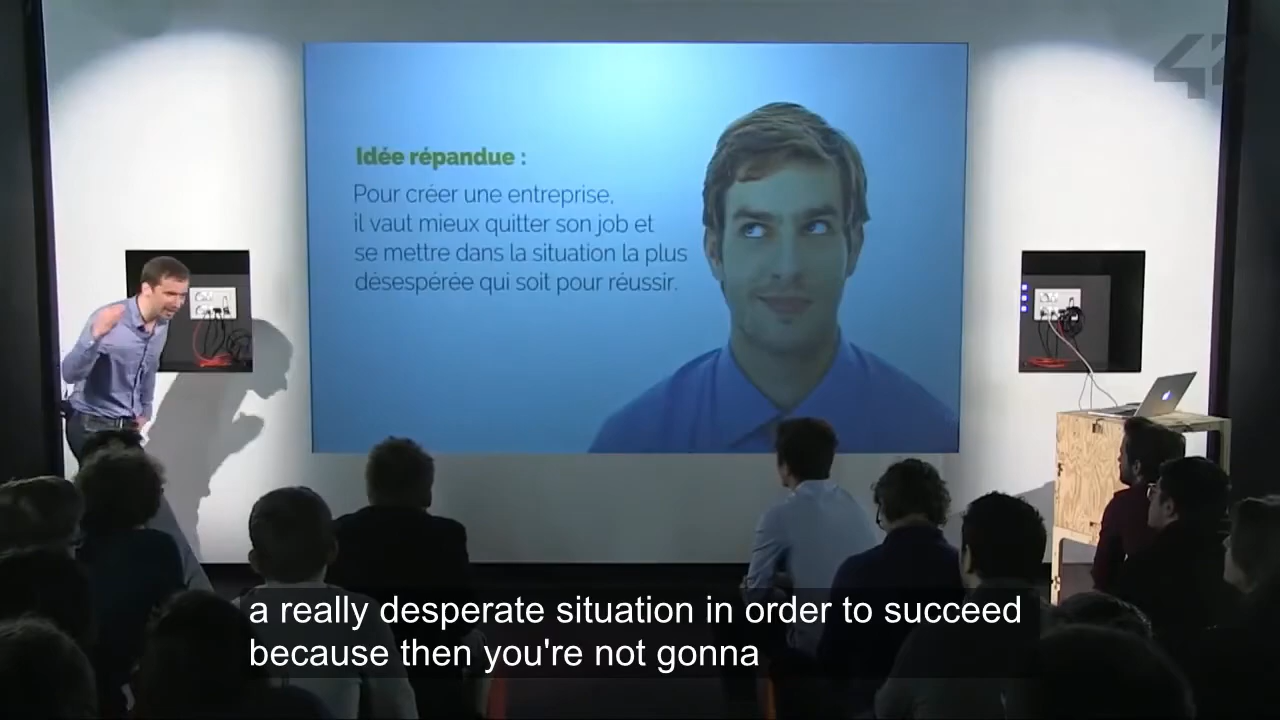 42
Idée répandue :
Pour créer une entreprise,
il vaut mieux quitter son job et
se mettre dans la situation la plus
désespérée qui soit pour réussir.
a really desperate situation in order to succeed
because then you're not gonna